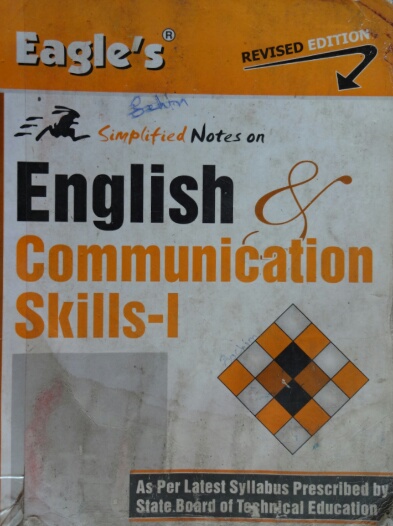 Eagle's®
REVISED EDITION
Simplified Notes on
English &
Communication
Skills-I
As Per Latest Syllabus Prescribed by
State Board of Technical Education